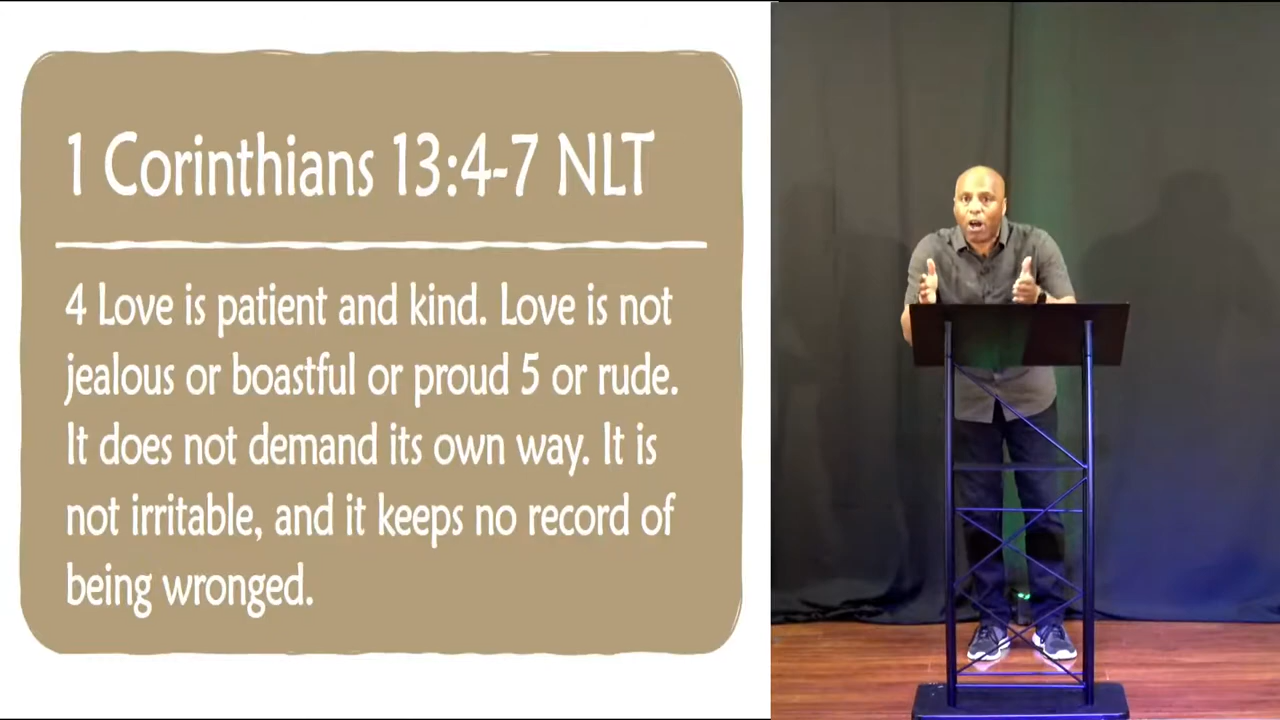 1 Corinthians 13:4-7 NLT
4 Love is patient and kind. Love is not
jealous or boastful or proud 5 or rude.
It does not demand its own way. It is
not irritable, and it keeps no record of
being wronged.